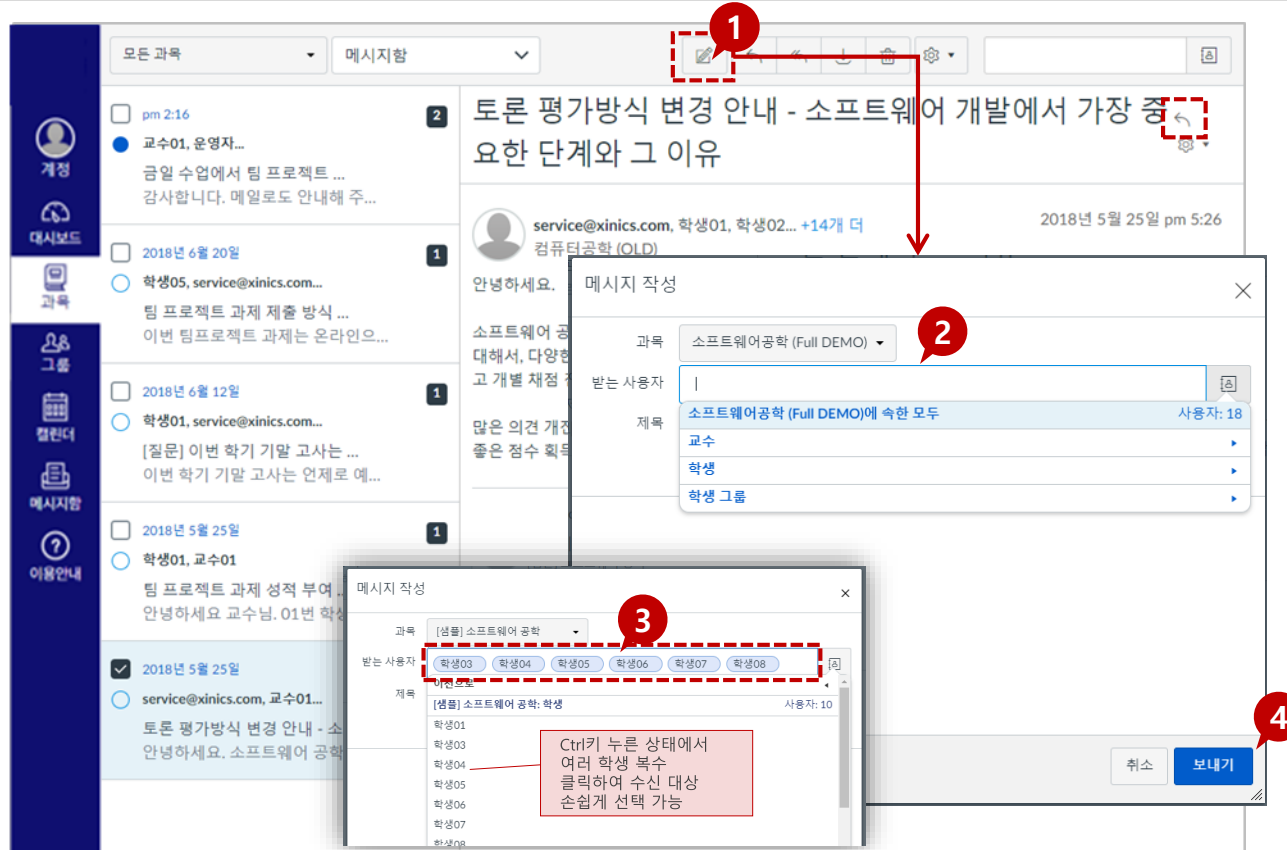 1
모든 과목
메시지함
계정
대시보드
과목
그룹
캘린더
메시지함
이용안내
pm 2:16
2
교수01, 운영자...
금일 수업에서 팀 프로젝트 ...
감사합니다. 메일로도 안내해 주...
2018년 6월 20일
1
학생05, service@xinics.com...
팀 프로젝트 과제 제출 방식 ...
이번 팀프로젝트 과제는 온라인으...
2018년 6월 12일
1
학생01, service@xinics.com...
[질문] 이번 학기 기말 고사는 ...
이번 학기 기말 고사는 언제로 예...
2018년 5월 25일
1
학생01, 교수01
팀 프로젝트 과제 성적 부여
안녕하세요 교수님. 01번 학생
2018년 5월 25일
service@xinics.com, 교수01...
토론 평가방식 변경 안내 - 소
안녕하세요. 소프트웨어 공학
토론 평가방식 변경 안내 - 소프트웨어 개발에서 가장 중
요한 단계와 그 이유
service@xinics.com, 학생01, 학생02... +14개 더
2018년 5월 25일 pm 5:26
컴퓨터공학 (OLD)
안녕하세요.
소프트웨어 공
대해서, 다양한
고 개별 채점
많은 의견 개진
좋은 점수 획득
메시지 작성
과목
소프트웨어공학 (Full DEMO)
2
받는 사용자
제목
소프트웨어공학 (Full DEMO)에 속한 모두
사용자: 18
교수
학생
학생 그룹
취소
보내기
4
메시지 작성
×
과목
[샘플] 소프트웨어 공학
3
받는 사용자
학생03 학생04 학생05 학생06 학생07 학생08
이전으로
제목
[샘플] 소프트웨어 공학: 학생
사용자: 10
학생01
학생03
학생04
학생05
학생06
학생07
학생08
Ctrl키 누른 상태에서
여러 학생 복수
클릭하여 수신 대상
손쉽게 선택 가능